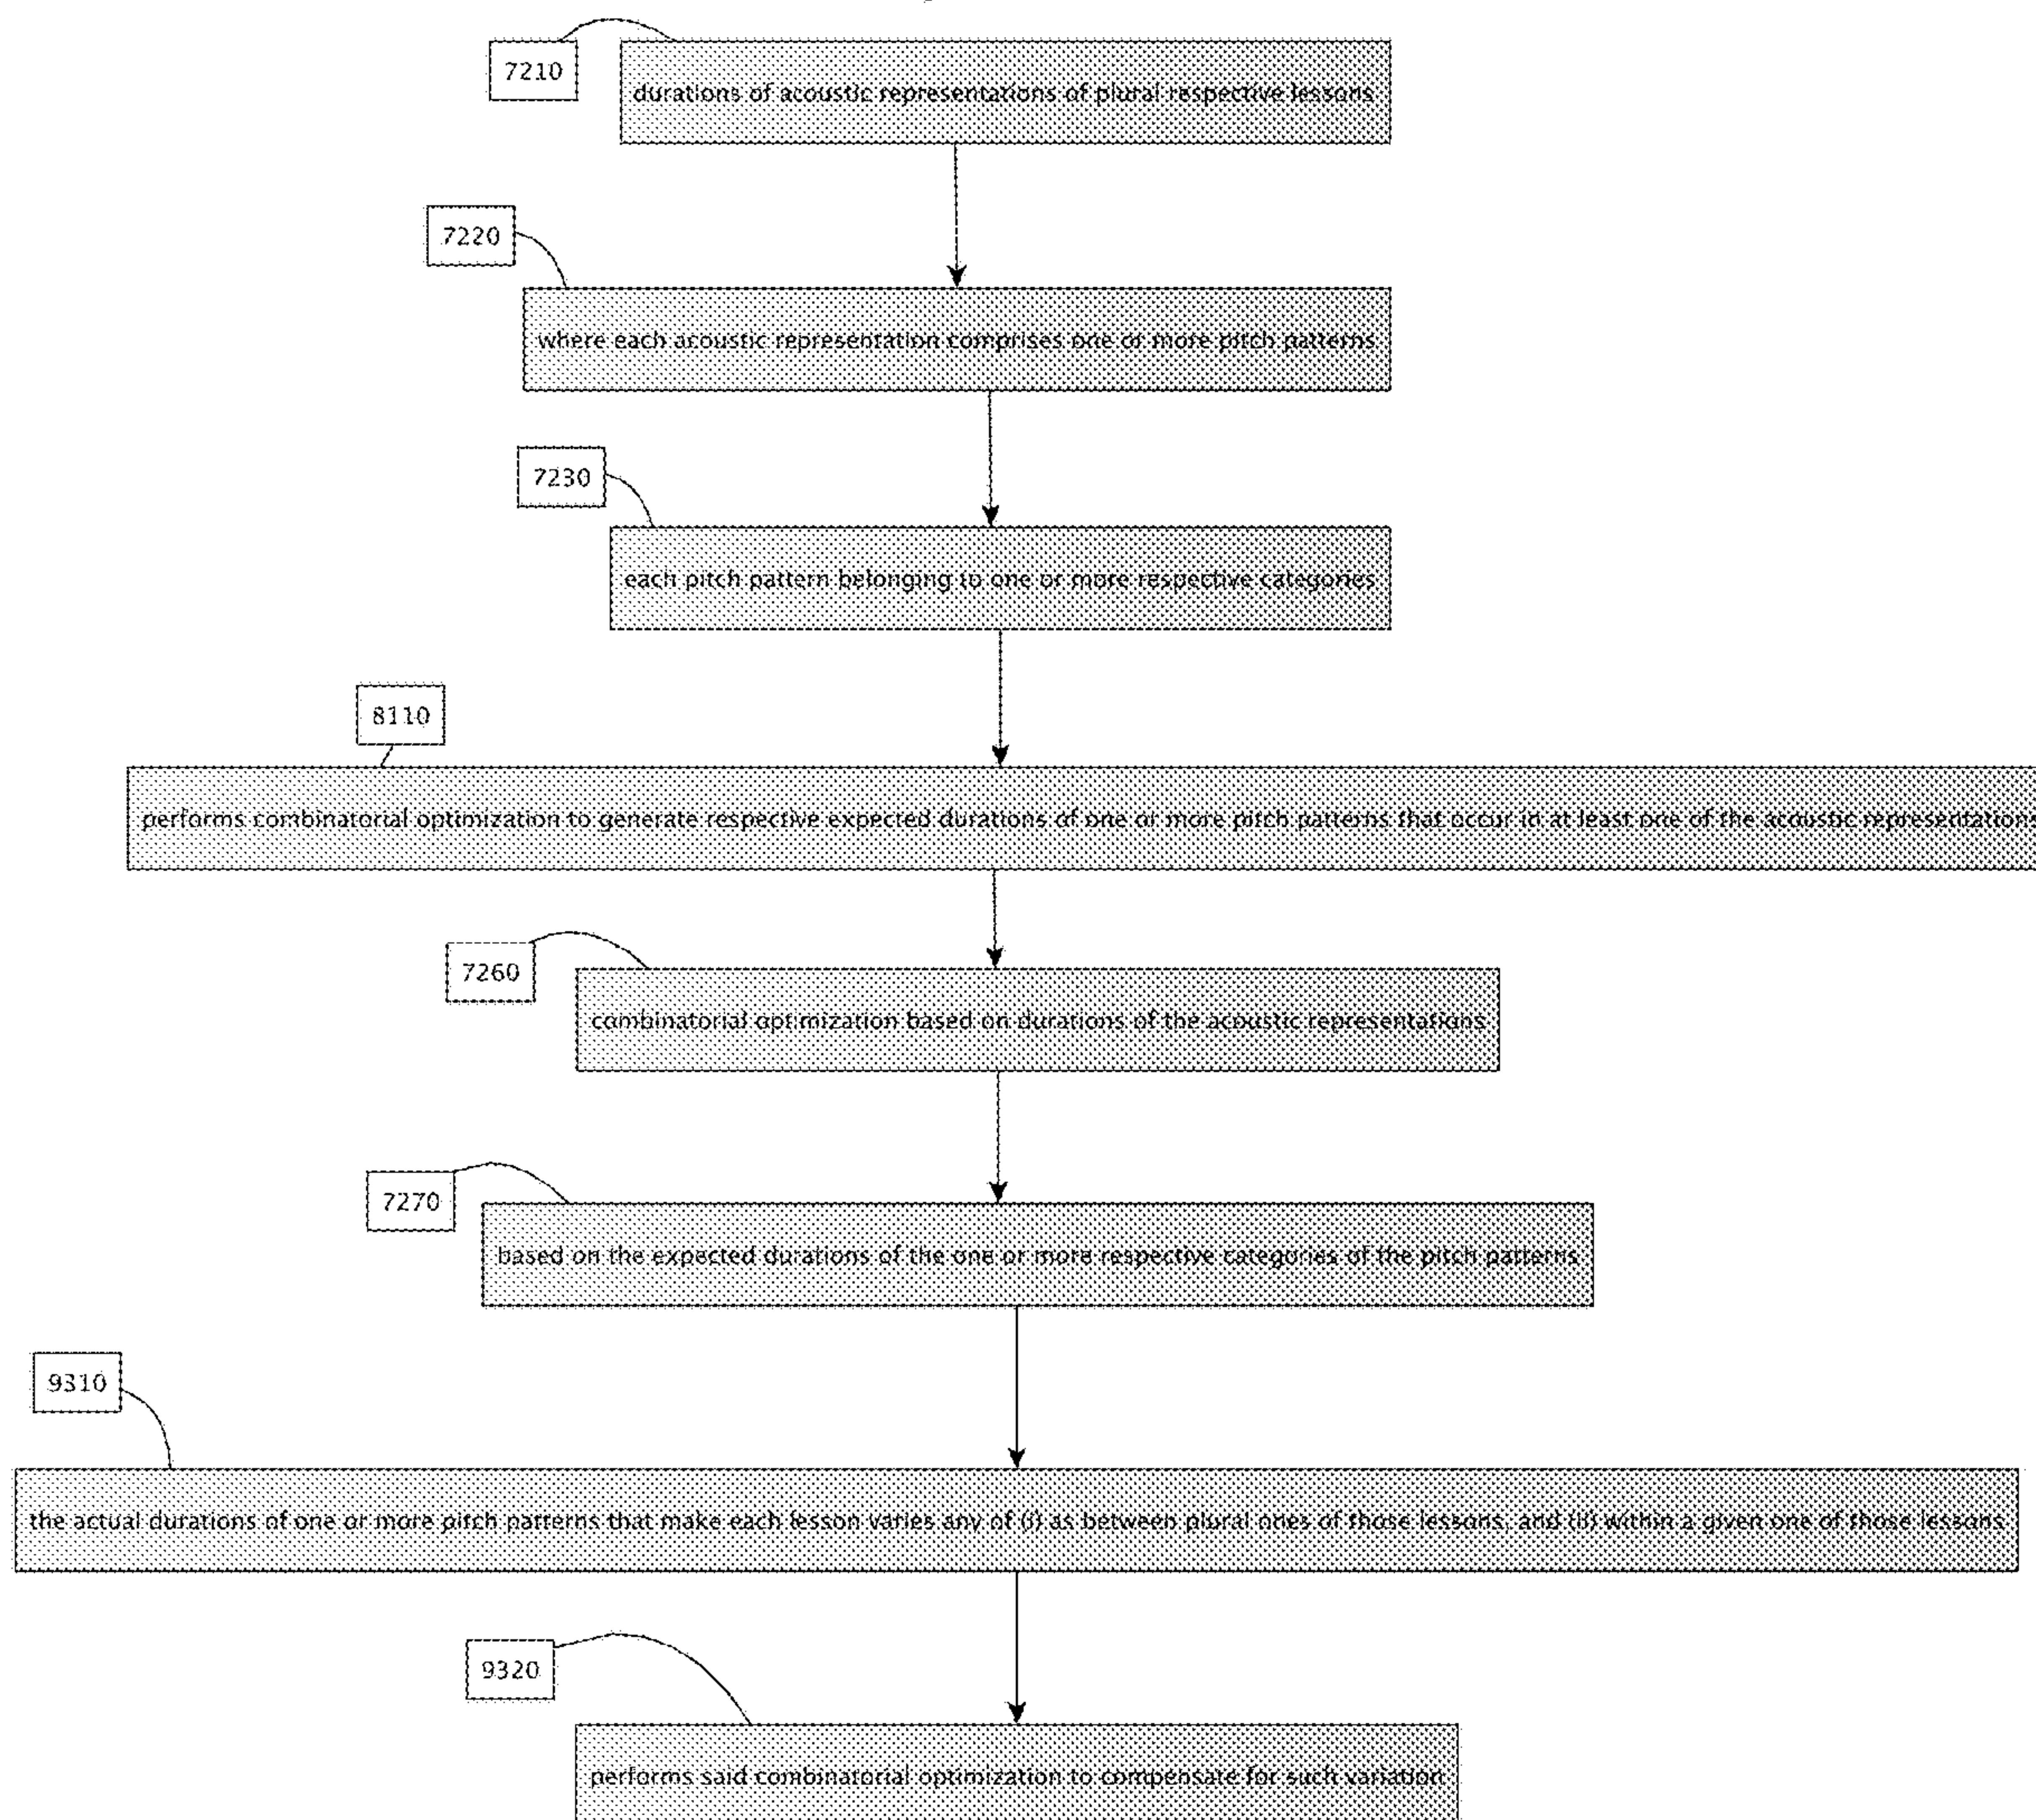 7210
durations of acoustic representations of plural respective lessons
7220
where each acoustic representation comprises one or more pitch patterns
7230
each pitch pattern belonging to one or more respective categories
8110
performs combinatorial optimization to generate respective expected durations of one or more pitch patterns that occur in at least one of the acoustic representations
7260
combinatorial optimization based on durations of the acoustic representations
7270
based on the expected durations of the one or more respective categories of the pitch patterns
9310
the actual durations of one or more pitch patterns that make each lesson varies any of (i) as between plural ones of those lessons, and (ii) within a given one of those lessons
9320
performs said combinatorial optimization to compensate for such variation